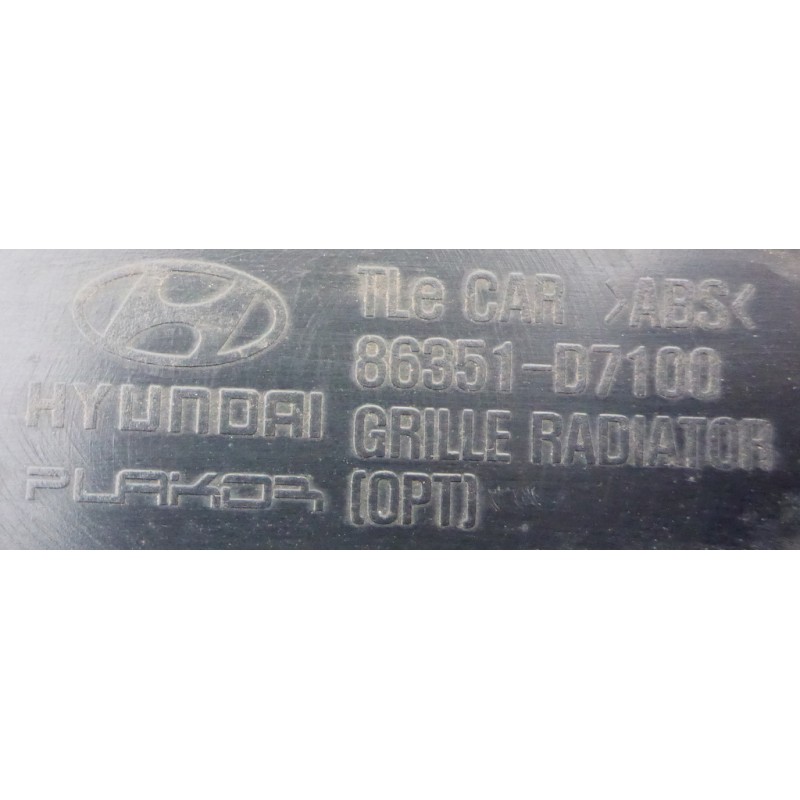 TLe CAR >ABS<
86351-D7100
HYUNDAI GRILLE RADIATOR
PLAKOR (OPT)